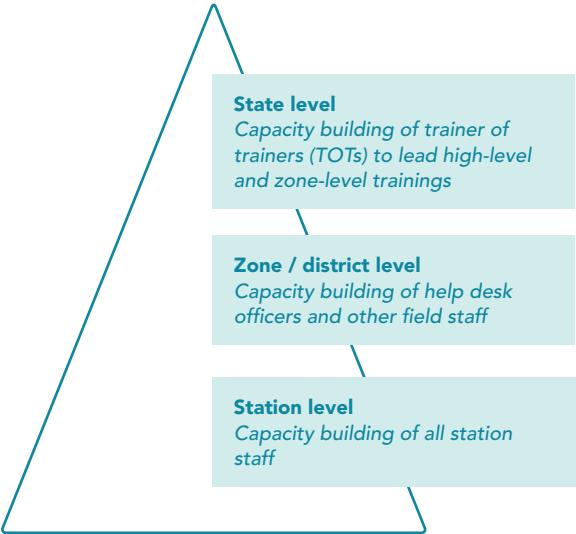 State level
Capacity building of trainer of
trainers (TOTs) to lead high-level
and zone-level trainings
Zone / district level
Capacity building of help desk
officers and other field staff
Station level
Capacity building of all station
staff